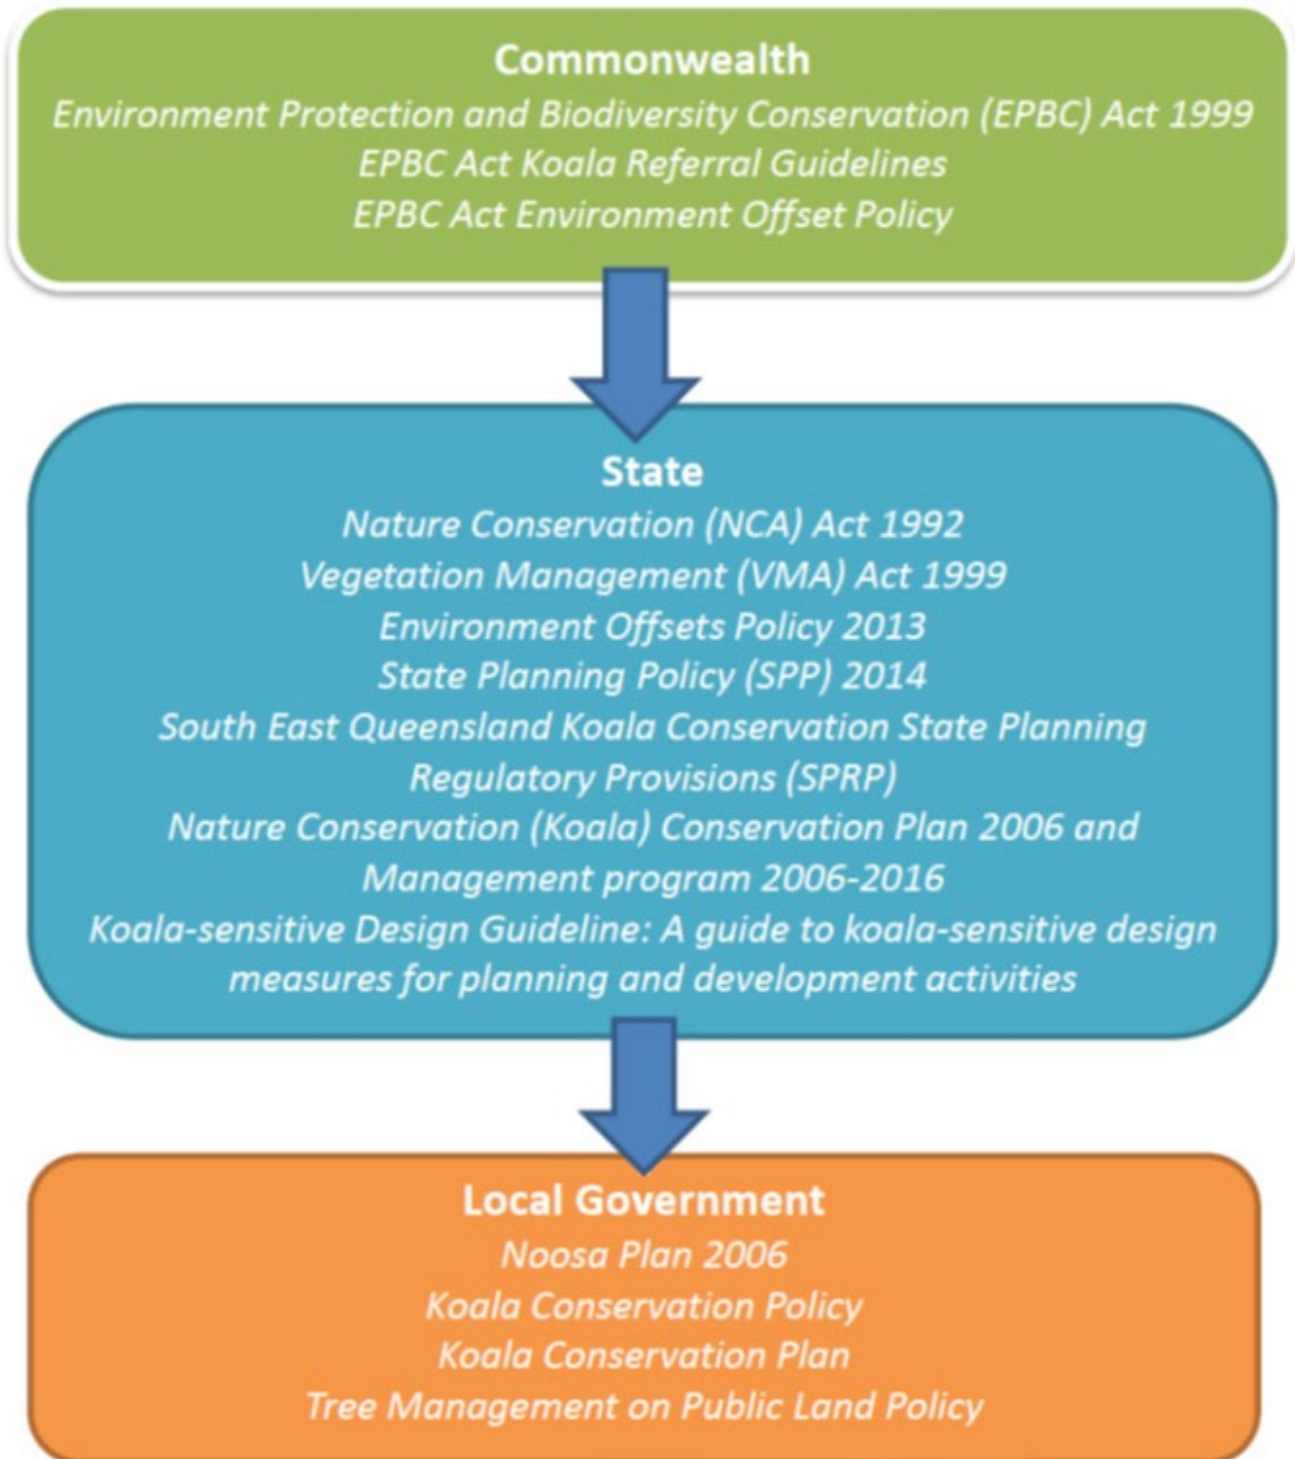 Commonwealth
Environment Protection and Biodiversity Conservation (EPBC) Act 1999
EPBC Act Koala Referral Guidelines
EPBC Act Environment Offset Policy
State
Nature Conservation (NCA) Act 1992
Vegetation Management (VMA) Act 1999
Environment Offsets Policy 2013
State Planning Policy (SPP) 2014
South East Queensland Koala Conservation State Planning
Regulatory Provisions (SPRP)
Nature Conservation (Koala) Conservation Plan 2006 and
Management program 2006-2016
Koala-sensitive Design Guideline: A guide to koala-sensitive design
measures for planning and development activities
Local Government
Noosa Plan 2006
Koala Conservation Policy
Koala Conservation Plan
Tree Management on Public Land Policy